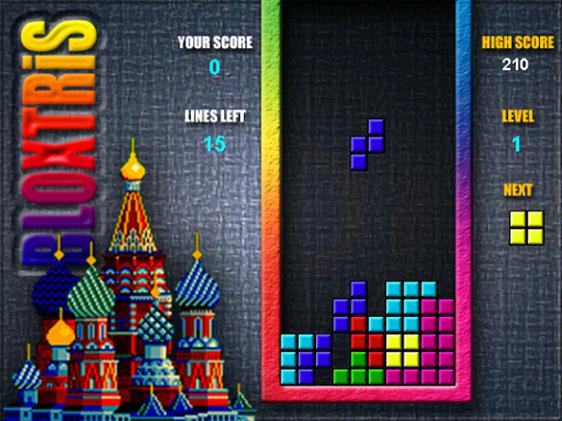 BLOXTRiS
YOUR SCORE
0
LINES LEFT
15
HIGH SCORE
210
LEVEL
1
NEXT